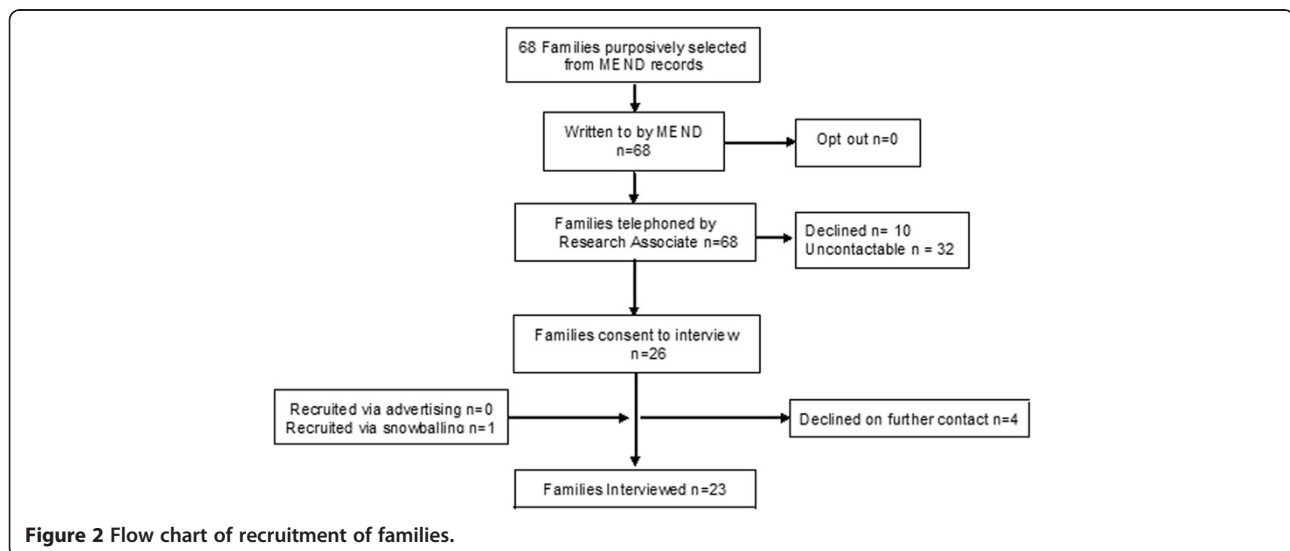 68 Families purposively selected
from MEND records
Written to by MEND
n=68
Opt out n=0
Families telephoned by
Research Associate n=68
Declined n= 10
Uncontactable n = 32
Families consent to interview
n=26
Recruited via advertising n=0
Recruited via snowballing n=1
Declined on further contact n=4
Families Interviewed n=23
Figure 2 Flow chart of recruitment of families.